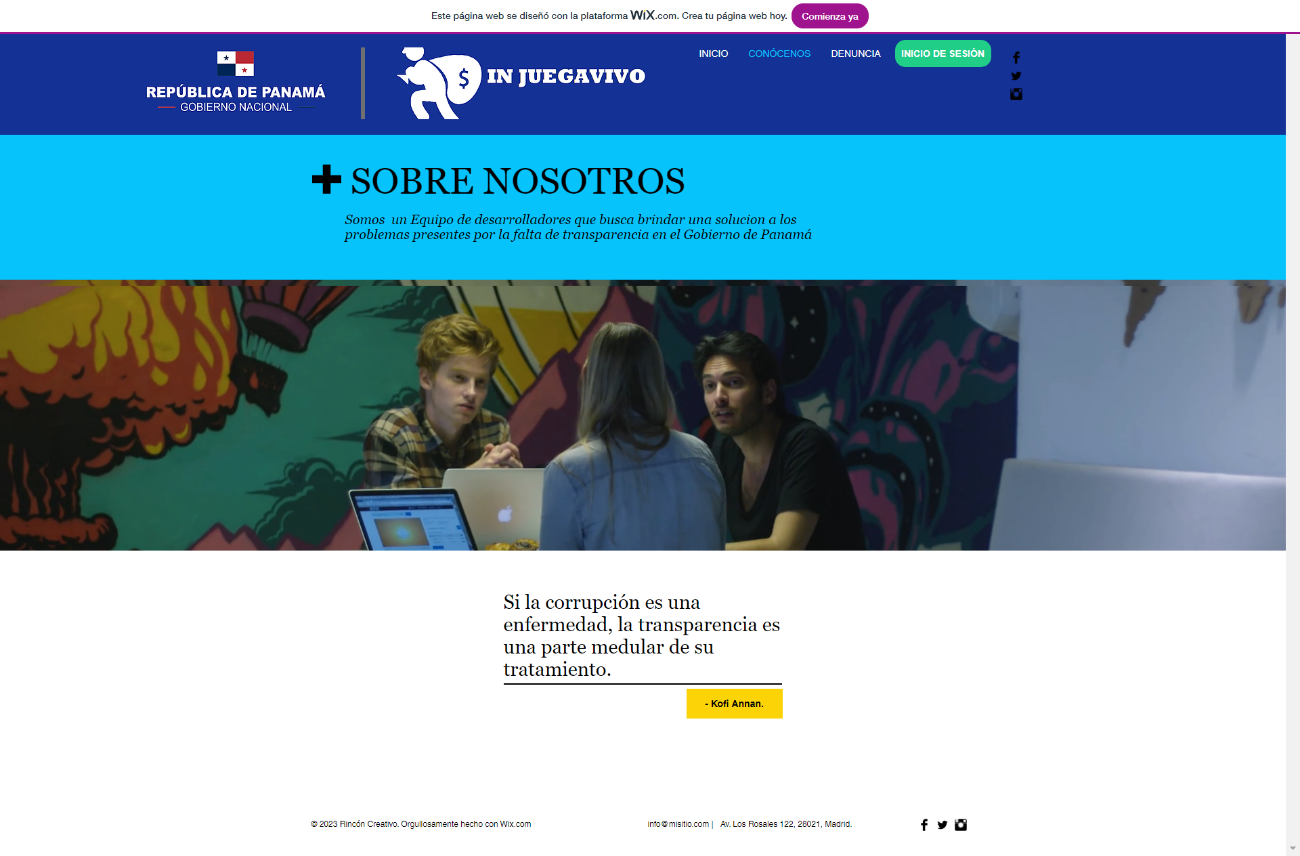 Este página web se diseñó con la plataforma WiX.com. Crea tu página web hoy. Comienza ya
INICIO CONÓCENOS DENUNCIA INICIO DE SESIÓN
REPÚBLICA DE PANAMÁ
GOBIERNO NACIONAL
$ IN JUEGAVIVO
+ SOBRE NOSOTROS
Somos un Equipo de desarrolladores que busca brindar una solucion a los
problemas presentes por la falta de transparencia en el Gobierno de Panamá
Si la corrupción es una
enfermedad, la transparencia es
una parte medular de su
tratamiento.
- Kofi Annan.
© 2023 Rincón Creativo. Orgullosamente hecho con Wix.com
info@misitio.com | Av. Los Rosales 122, 26021, Madrid.